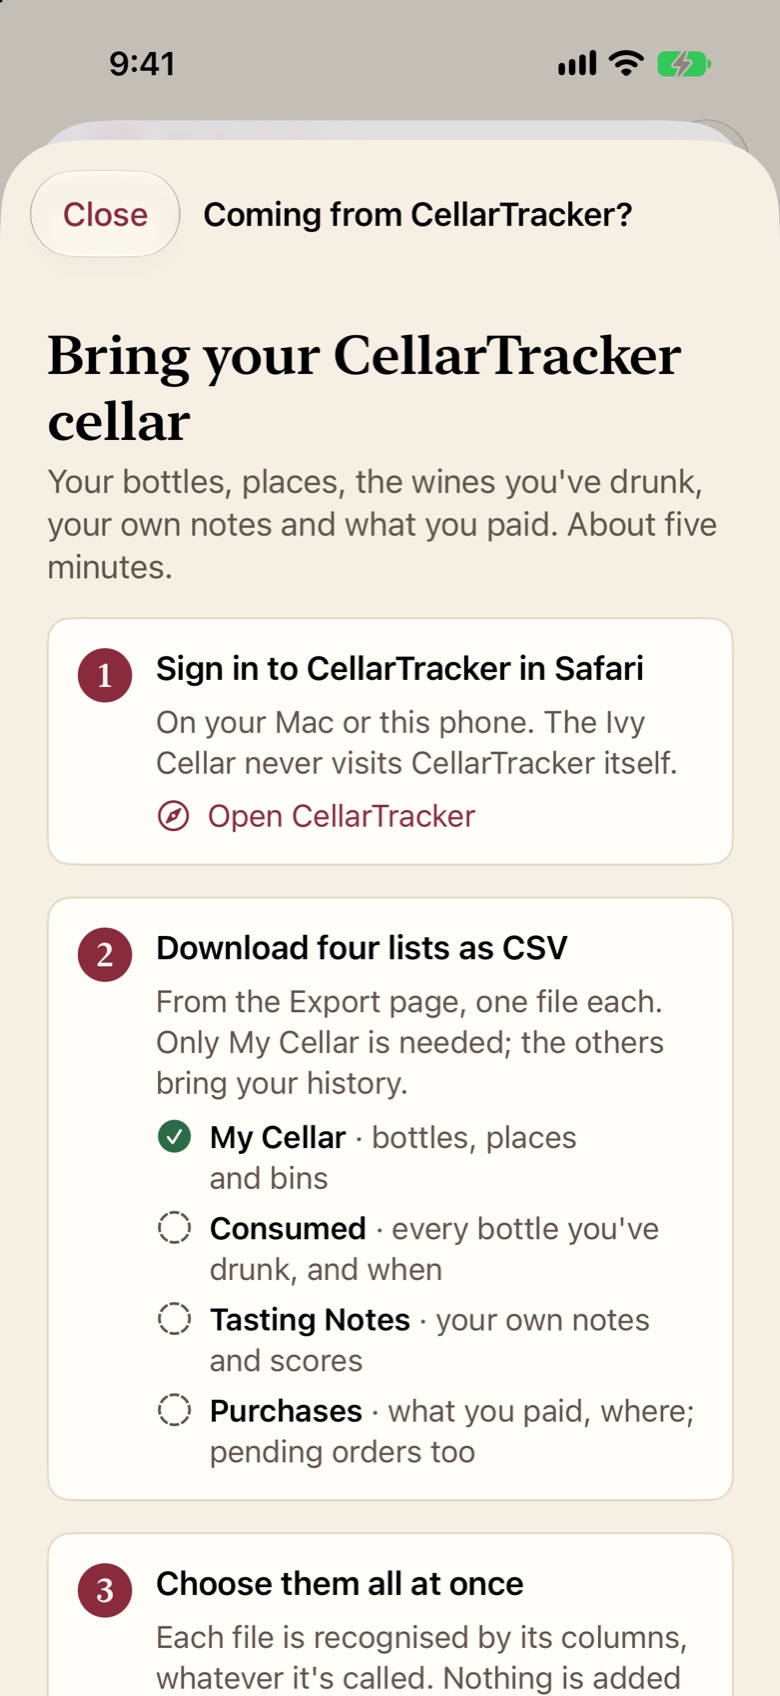 9:41
Close
Coming from CellarTracker?
Bring your CellarTracker
cellar
Your bottles, places, the wines you've drunk,
your own notes and what you paid. About five
minutes.
1
Sign in to CellarTracker in Safari
On your Mac or this phone. The Ivy
Cellar never visits CellarTracker itself.
Open CellarTracker
2
Download four lists as CSV
From the Export page, one file each.
Only My Cellar is needed; the others
bring your history.
My Cellar · bottles, places
and bins
Consumed · every bottle you've
drunk, and when
Tasting Notes · your own notes
and scores
Purchases · what you paid, where;
pending orders too
3
Choose them all at once
Each file is recognised by its columns,
whatever it's called. Nothing is added